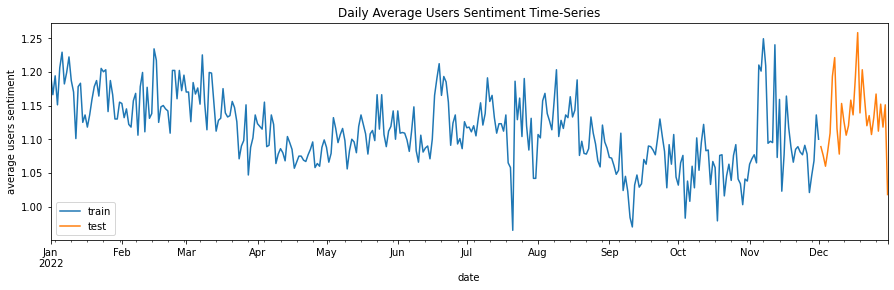 Daily Average Users Sentiment Time-Series
average users sentiment
1.25
1.20
1.15
1.10
1.05
1.00
train
test
Jan Feb Mar Apr May Jun Jul Aug Sep Oct Nov Dec
2022
date